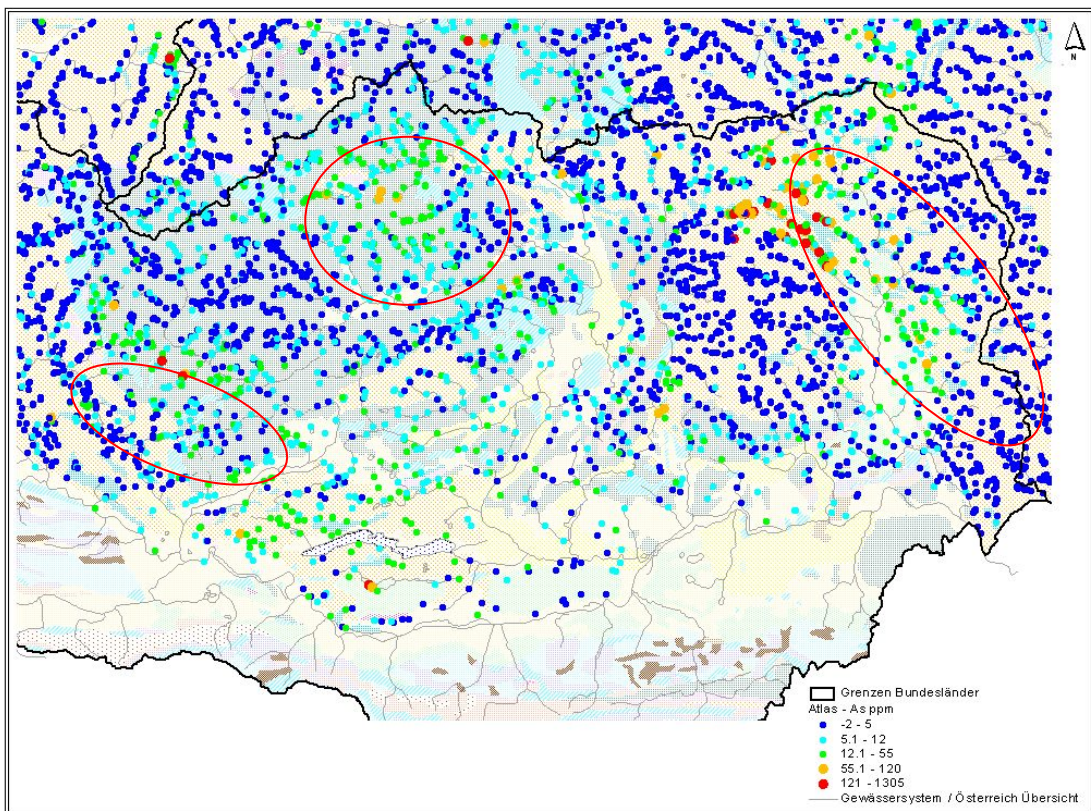 N
Grenzen Bundesländer
Atlas - As ppm
-2 - 5
5.1 - 12
12.1 - 55
55.1 - 120
121 - 1305
Gewässersystem / Österreich Übersicht